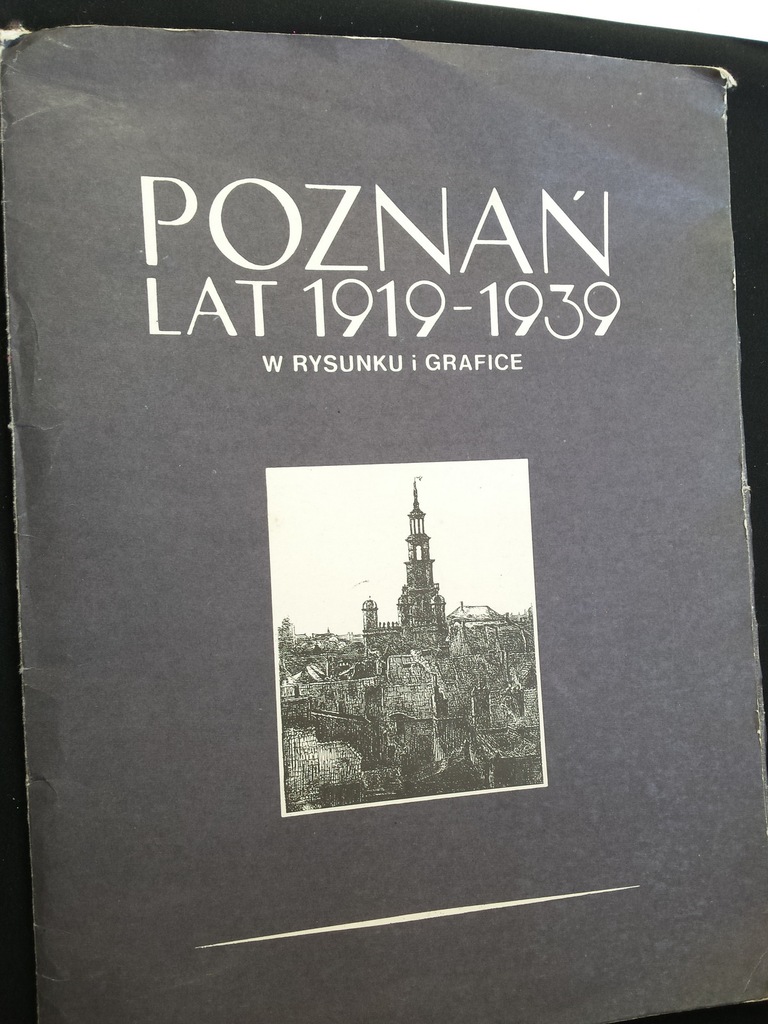 POZNAŃ
LAT 1919-1939
W RYSUNKU i GRAFICE